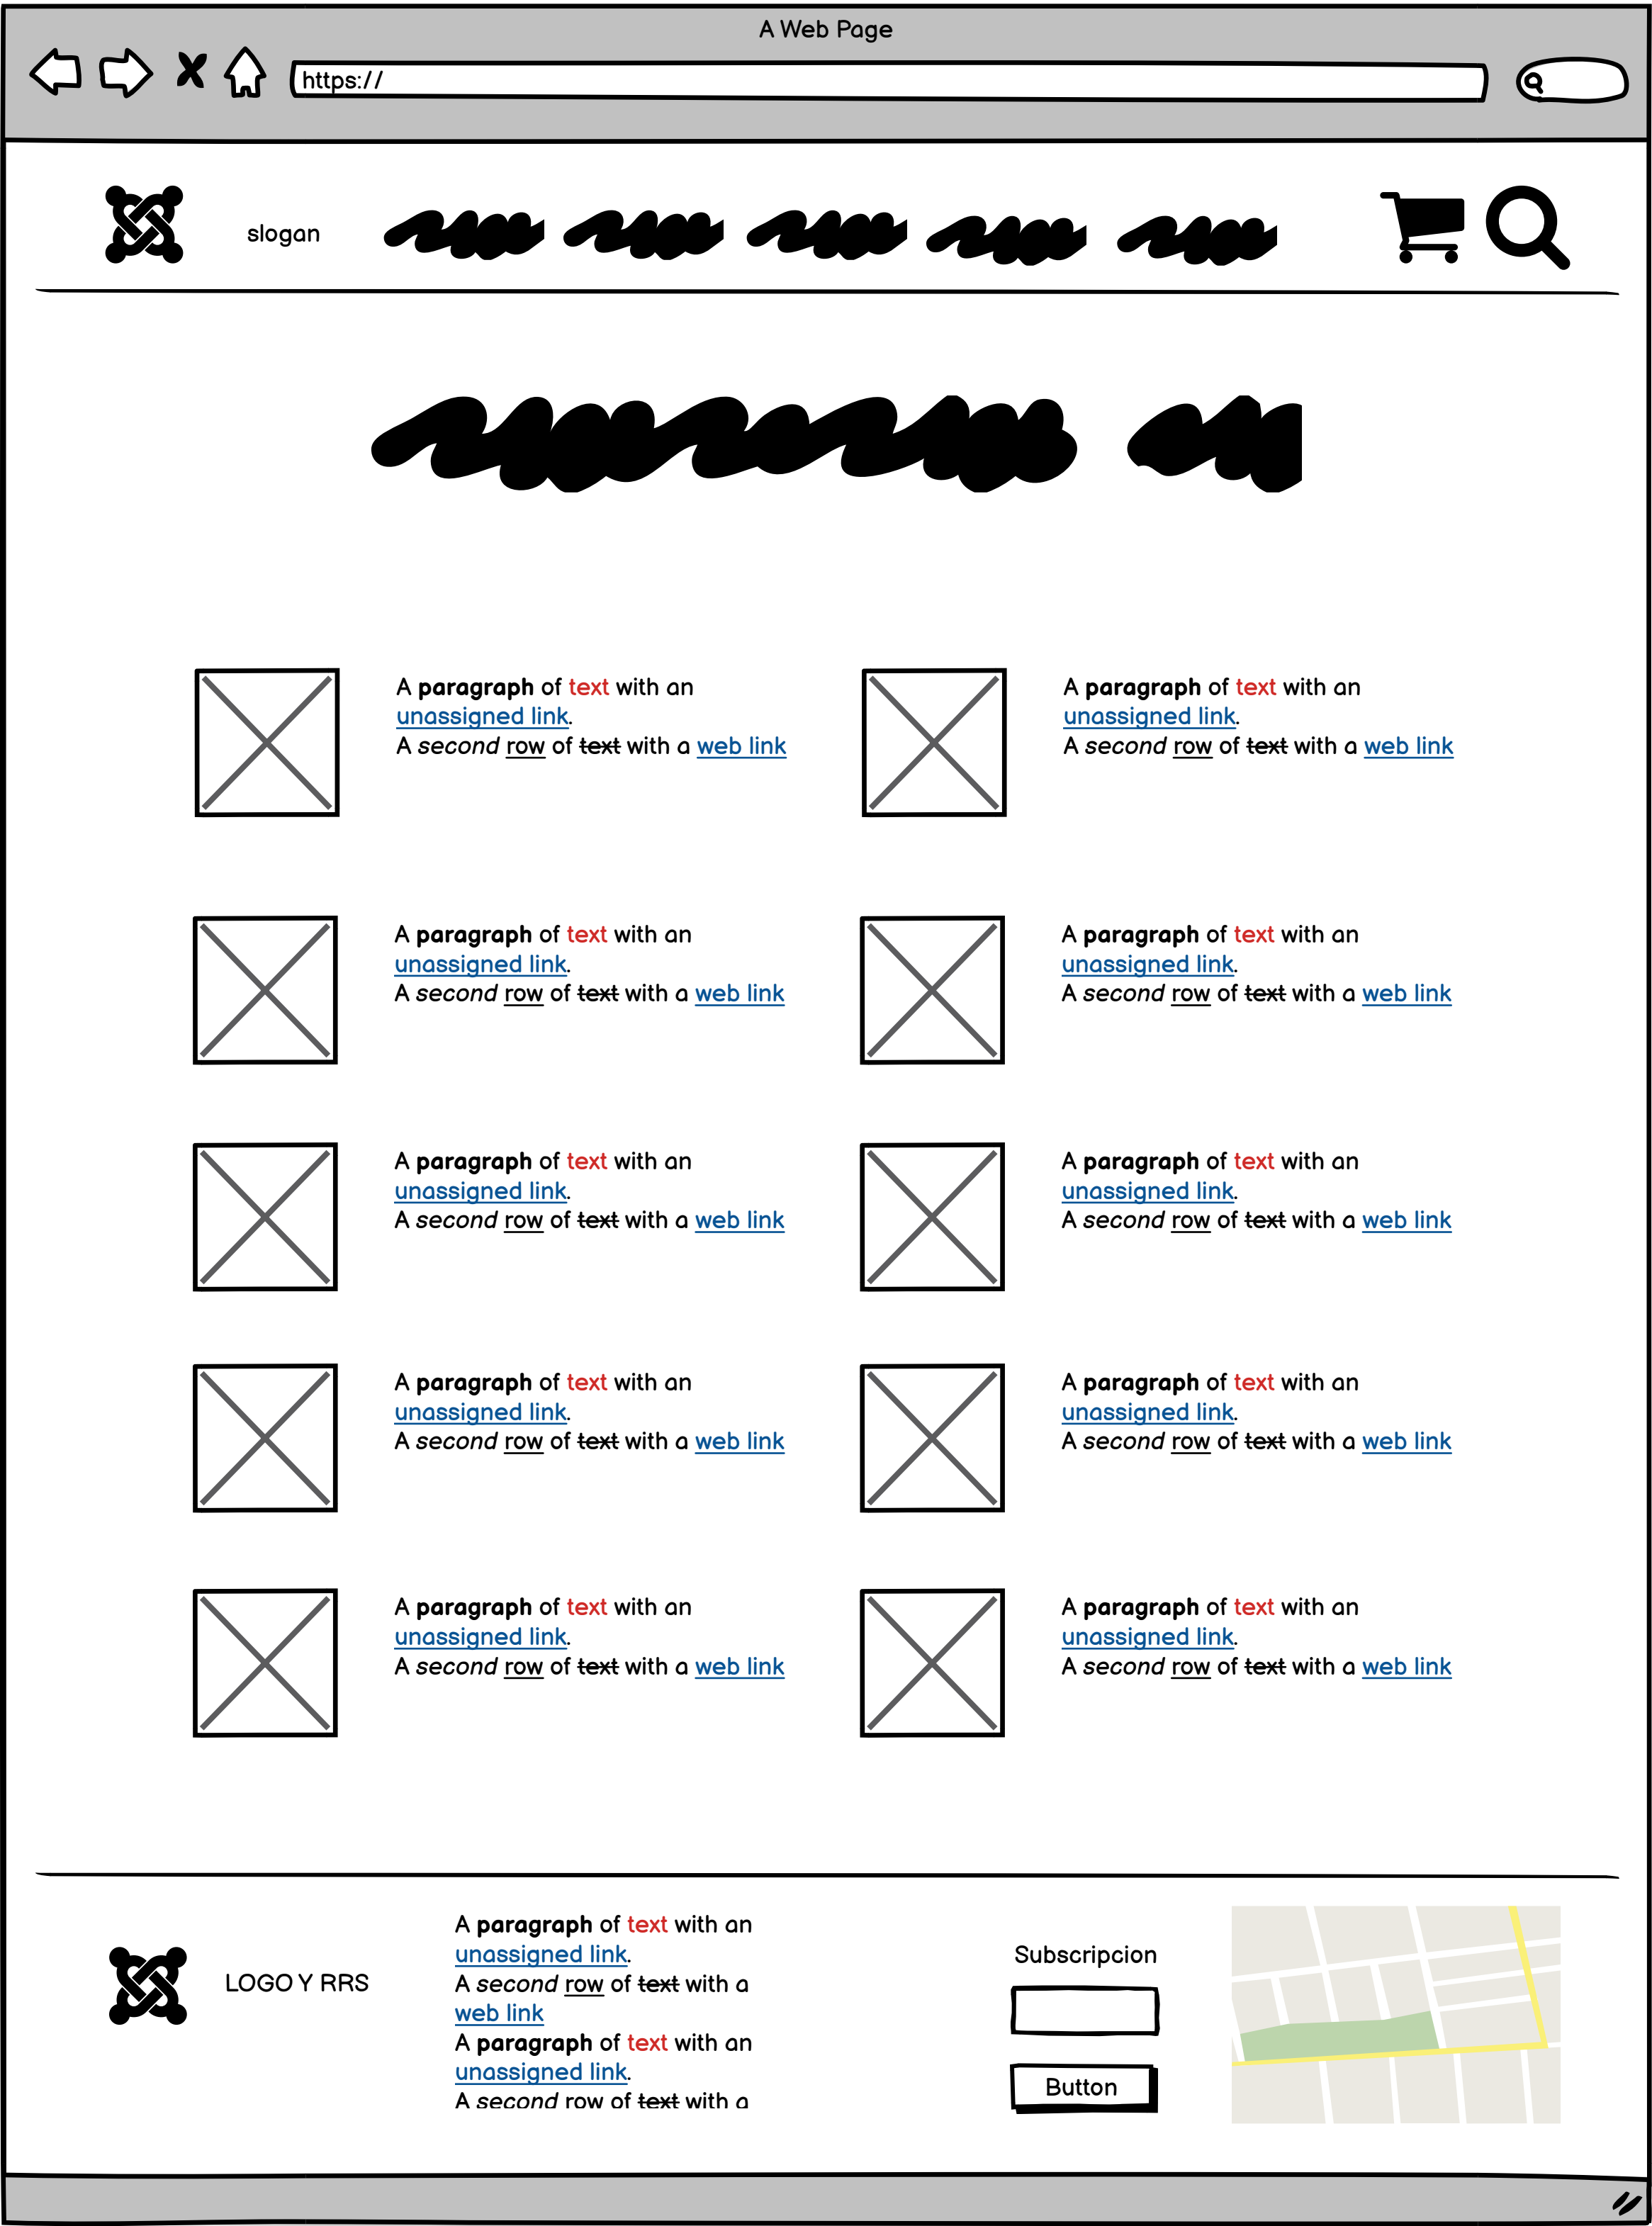 A Web Page
https://
slogan
A paragraph of text with an
unassigned link.
A second row of text with a web link
A paragraph of text with an
unassigned link.
A second row of text with a web link
A paragraph of text with an
unassigned link.
A second row of text with a web link
A paragraph of text with an
unassigned link.
A second row of text with a web link
A paragraph of text with an
unassigned link.
A second row of text with a web link
A paragraph of text with an
unassigned link.
A second row of text with a web link
A paragraph of text with an
unassigned link.
A second row of text with a web link
A paragraph of text with an
unassigned link.
A second row of text with a web link
A paragraph of text with an
unassigned link.
A second row of text with a web link
A paragraph of text with an
unassigned link.
A second row of text with a web link
LOGO Y RRS
A paragraph of text with an
unassigned link.
A second row of text with a
web link
A paragraph of text with an
unassigned link.
A second row of text with a
Subscripcion
Button